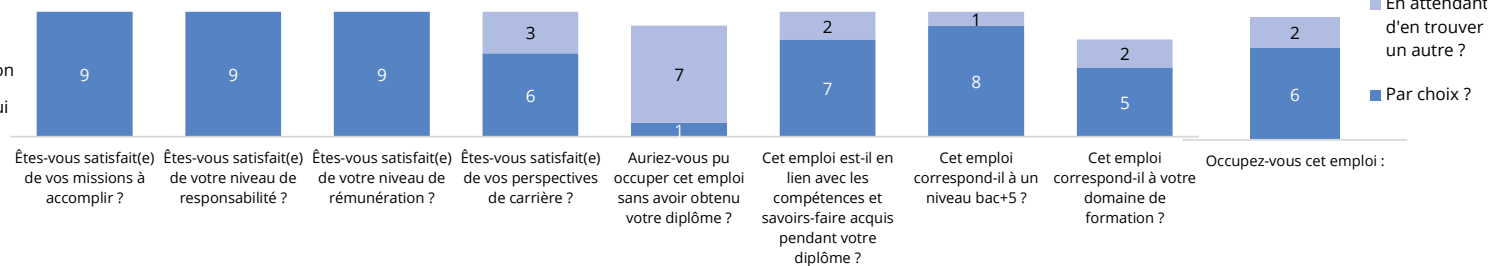 En attendant
d'en trouver
un autre ?
Par choix ?
on
ui
9
9
9
3
6
7
1
2
7
1
8
2
5
2
6
Êtes-vous satisfait(e)
de vos missions à
accomplir ?
Êtes-vous satisfait(e)
de votre niveau de
responsabilité ?
Êtes-vous satisfait(e)
de votre niveau de
rémunération ?
Êtes-vous satisfait(e)
de vos perspectives
de carrière ?
Auriez-vous pu
occuper cet emploi
sans avoir obtenu
votre diplôme ?
Cet emploi est-il en
lien avec les
compétences et
savoirs-faire acquis
pendant votre
diplôme ?
Cet emploi
correspond-il à un
niveau bac+5 ?
Cet emploi
correspond-il à votre
domaine de
formation ?
Occupez-vous cet emploi :